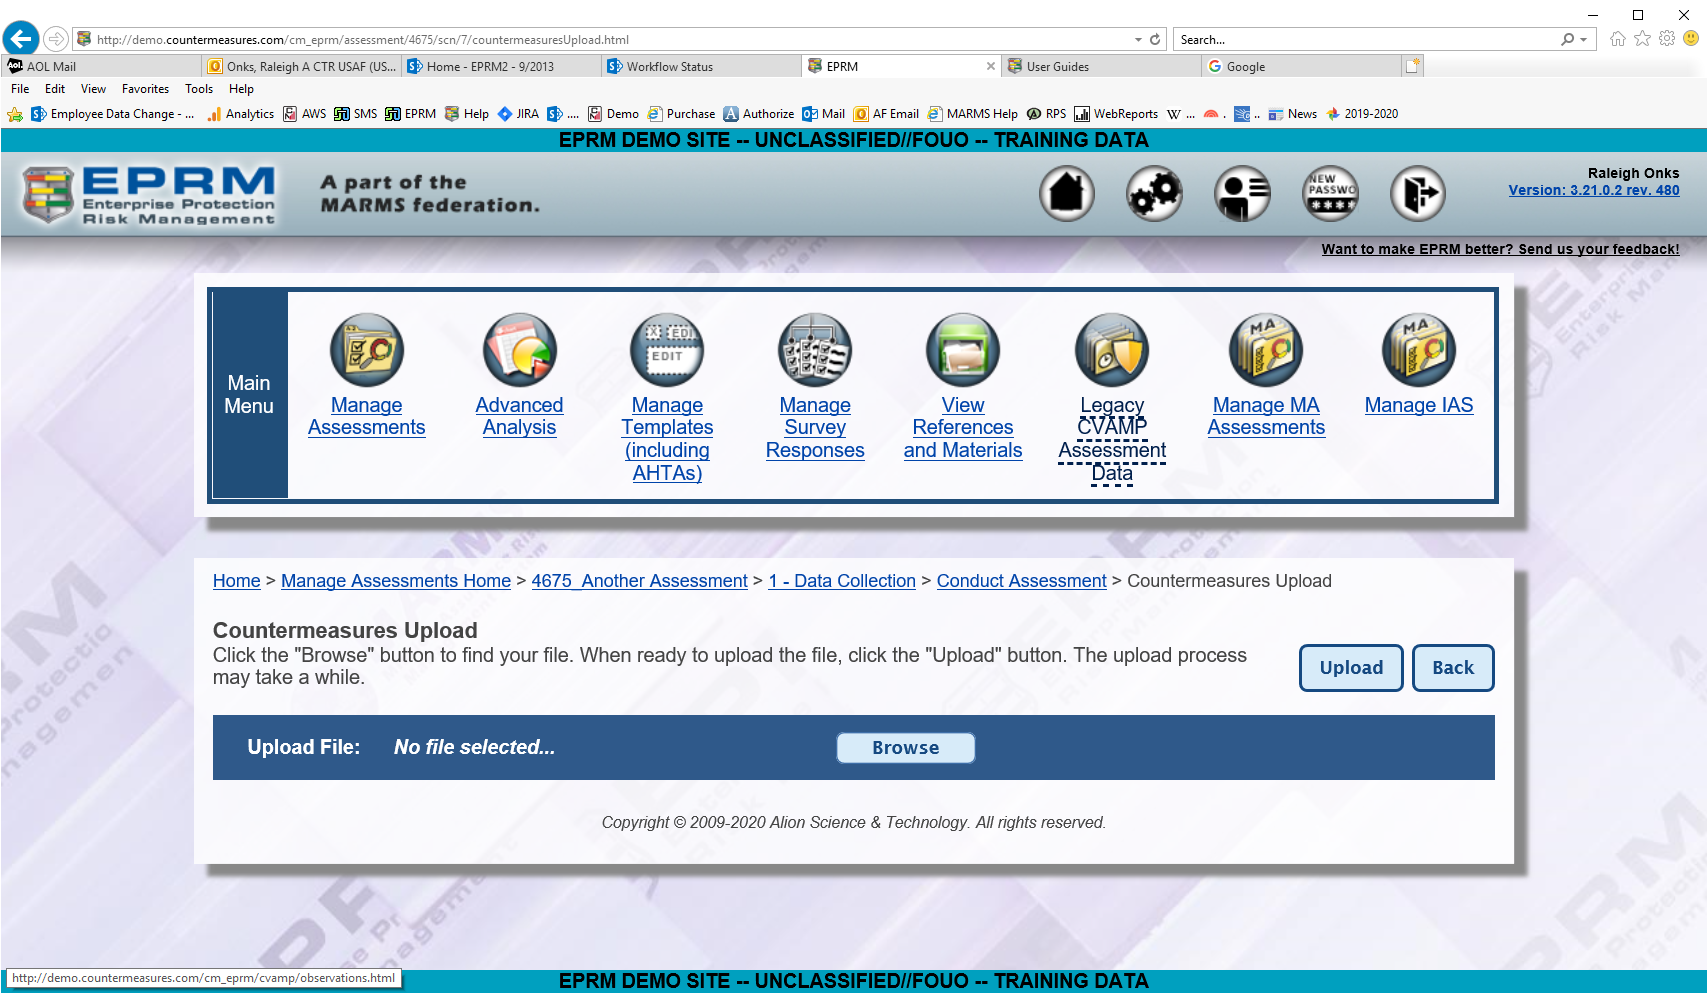 http://demo.countermeasures.com/cm_eprm/assessment/4675/scn/7/countermeasuresUpload.html
Search...
Aol.
AOL Mail
Onks, Raleigh A CTR USAF (US...
Home - EPRM2 - 9/2013
Workflow Status
EPRM
User Guides
Google
File Edit View Favorites Tools Help
Employee Data Change - ... Analytics AWS SMS EPRM Help JIRA .... Demo Purchase Authorize Mail AF Email MARMS Help RPS WebReports W ... . .. News 2019-2020
EPRM DEMO SITE -- UNCLASSIFIED//FOUO -- TRAINING DATA
EPRM
Enterprise Protection
Risk Management
A part of the
MARMS federation.
NEW
PASSWO
****
Raleigh Onks
Version: 3.21.0.2 rev. 480
Want to make EPRM better? Send us your feedback!
Main
Menu
Manage
Assessments
Advanced
Analysis
EDIT
Manage
Templates
(including
AHTAs)
Manage
Survey
Responses
View
References
and Materials
Legacy
CVAMP
Assessment
Data
MA
Manage MA
Assessments
MA
Manage IAS
Home > Manage Assessments Home > 4675_Another Assessment > 1 - Data Collection > Conduct Assessment > Countermeasures Upload
Countermeasures Upload
Click the "Browse" button to find your file. When ready to upload the file, click the "Upload" button. The upload process
may take a while.
Upload
Back
Upload File:
No file selected...
Browse
Copyright © 2009-2020 Alion Science & Technology. All rights reserved.
http://demo.countermeasures.com/cm_eprm/cvamp/observations.html
EPRM DEMO SITE -- UNCLASSIFIED//FOUO -- TRAINING DATA